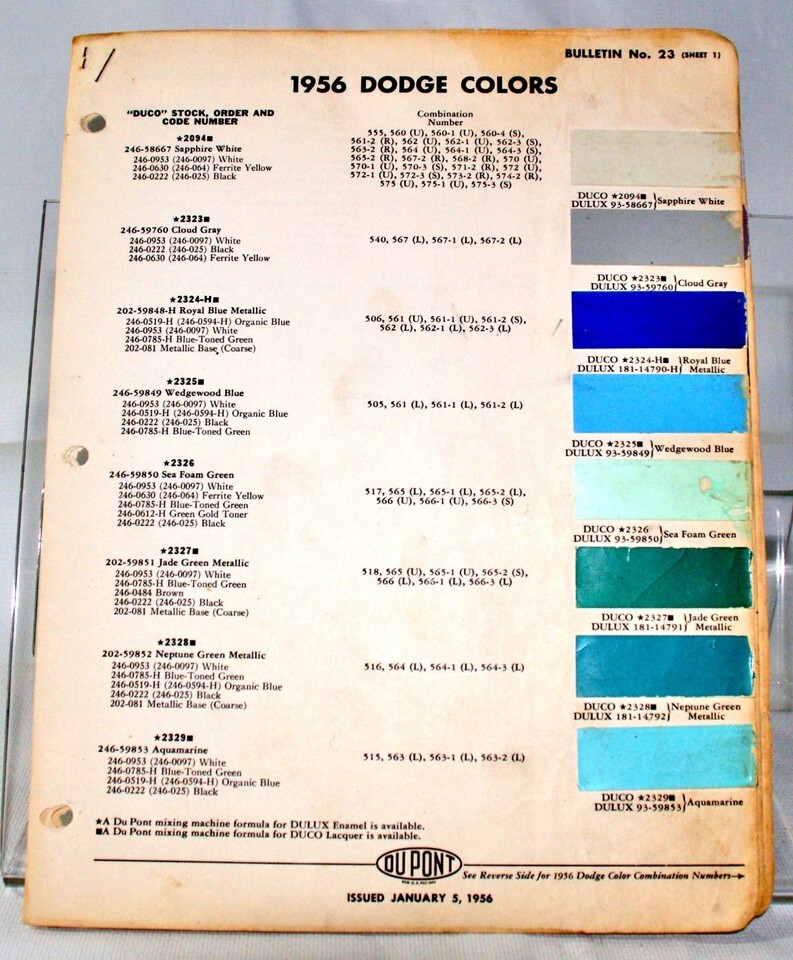 BULLETIN No. 23 (SHEET 1)
1956 DODGE COLORS
"DUCO" STOCK, ORDER AND
CODE NUMBER
Combination
Number
★2094■
246-58667 Sapphire White
246-0953 (246-0097) White
246-0630 (246-064) Ferrite Yellow
246-0222 (246-025) Black
555, 560 (U), 560-1 (U), 560-4 (S),
561-2 (R), 562 (U), 562-1 (U), 562-3 (S),
563-2 (R), 564 (U), 564-1 (U), 564-3 (S),
565-2 (R), 567-2 (R), 568-2 (R), 570 (U),
570-1 (U), 570-3 (S), 571-2 (R), 572 (U),
572-1 (U), 572-3 (S), 573-2 (R), 574-2 (R),
575 (U), 575-1 (U), 575-3 (S)
DUCO ★2094■
DULUX 93-58667} Sapphire White
★2323■
246-59760 Cloud Gray
246-0953 (246-0097) White
246-0222 (246-025) Black
246-0630 (246-064) Ferrite Yellow
540, 567 (L), 567-1 (L), 567-2 (L)
DUCO ★2323■
DULUX 93-59760} Cloud Gray
★2324-H■
202-59848-H Royal Blue Metallic
246-0519-H (246-0594-H) Organic Blue
246-0953 (246-0097) White
246-0785-H Blue-Toned Green
202-081 Metallic Base (Coarse)
506, 561 (U), 561-1 (U), 561-2 (S),
562 (L), 562-1 (L), 562-3 (L)
DUCO ★2324-H■ } Royal Blue
DULUX 181-14790-H} Metallic
★2325■
246-59849 Wedgewood Blue
246-0953 (246-0097) White
246-0519-H (246-0594-H) Organic Blue
246-0222 (246-025) Black
246-0785-H Blue-Toned Green
505, 561 (L), 561-1 (L), 561-2 (L)
DUCO ★2325■
DULUX 93-59849} Wedgewood Blue
★2326
246-59850 Sea Foam Green
246-0953 (246-0097) White
246-0630 (246-064) Ferrite Yellow
246-0785-H Blue-Toned Green
246-0612-H Green Gold Toner
246-0222 (246-025) Black
517, 565 (L), 565-1 (L), 565-2 (L),
566 (U), 566-1 (U), 566-3 (S)
DUCO ★2326
DULUX 93-59850} Sea Foam Green
★2327■
202-59851 Jade Green Metallic
246-0953 (246-0097) White
246-0785-H Blue-Toned Green
246-0484 Brown
246-0222 (246-025) Black
202-081 Metallic Base (Coarse)
518, 565 (U), 565-1 (U), 565-2 (S),
566 (L), 566-1 (L), 566-3 (L)
DUCO ★2327■ } Jade Green
DULUX 181-14791} Metallic
★2328■
202-59852 Neptune Green Metallic
246-0953 (246-0097) White
246-0785-H Blue-Toned Green
246-0519-H (246-0594-H) Organic Blue
246-0222 (246-025) Black
202-081 Metallic Base (Coarse)
516, 564 (L), 564-1 (L), 564-3 (L)
DUCO ★2328■ } Neptune Green
DULUX 181-14792} Metallic
★2329■
246-59853 Aquamarine
246-0953 (246-0097) White
246-0785-H Blue-Toned Green
246-0519-H (246-0594-H) Organic Blue
246-0222 (246-025) Black
515, 563 (L), 563-1 (L), 563-2 (L)
DUCO ★2329■
DULUX 93-59853} Aquamarine
★A Du Pont mixing machine formula for DULUX Enamel is available.
■A Du Pont mixing machine formula for DUCO Lacquer is available.
DU PONT
REG. U.S. PAT. OFF.
See Reverse Side for 1956 Dodge Color Combination Numbers→
ISSUED JANUARY 5, 1956